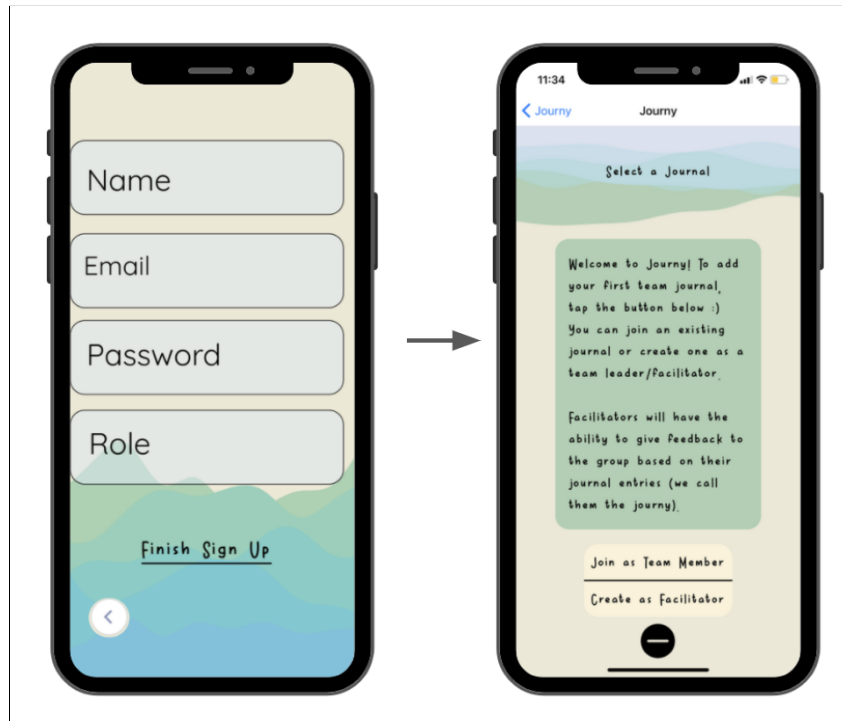 Name
Email
Password
Role
Finish Sign Up
11:34
Journy
Journy
Select a Journal
Welcome to Journy! To add
your first team journal,
tap the button below :)
You can join an existing
journal or create one as a
team leader/facilitator.
Facilitators will have the
ability to give feedback to
the group based on their
journal entries (we call
them the journy).
Join as Team Member
Create as Facilitator